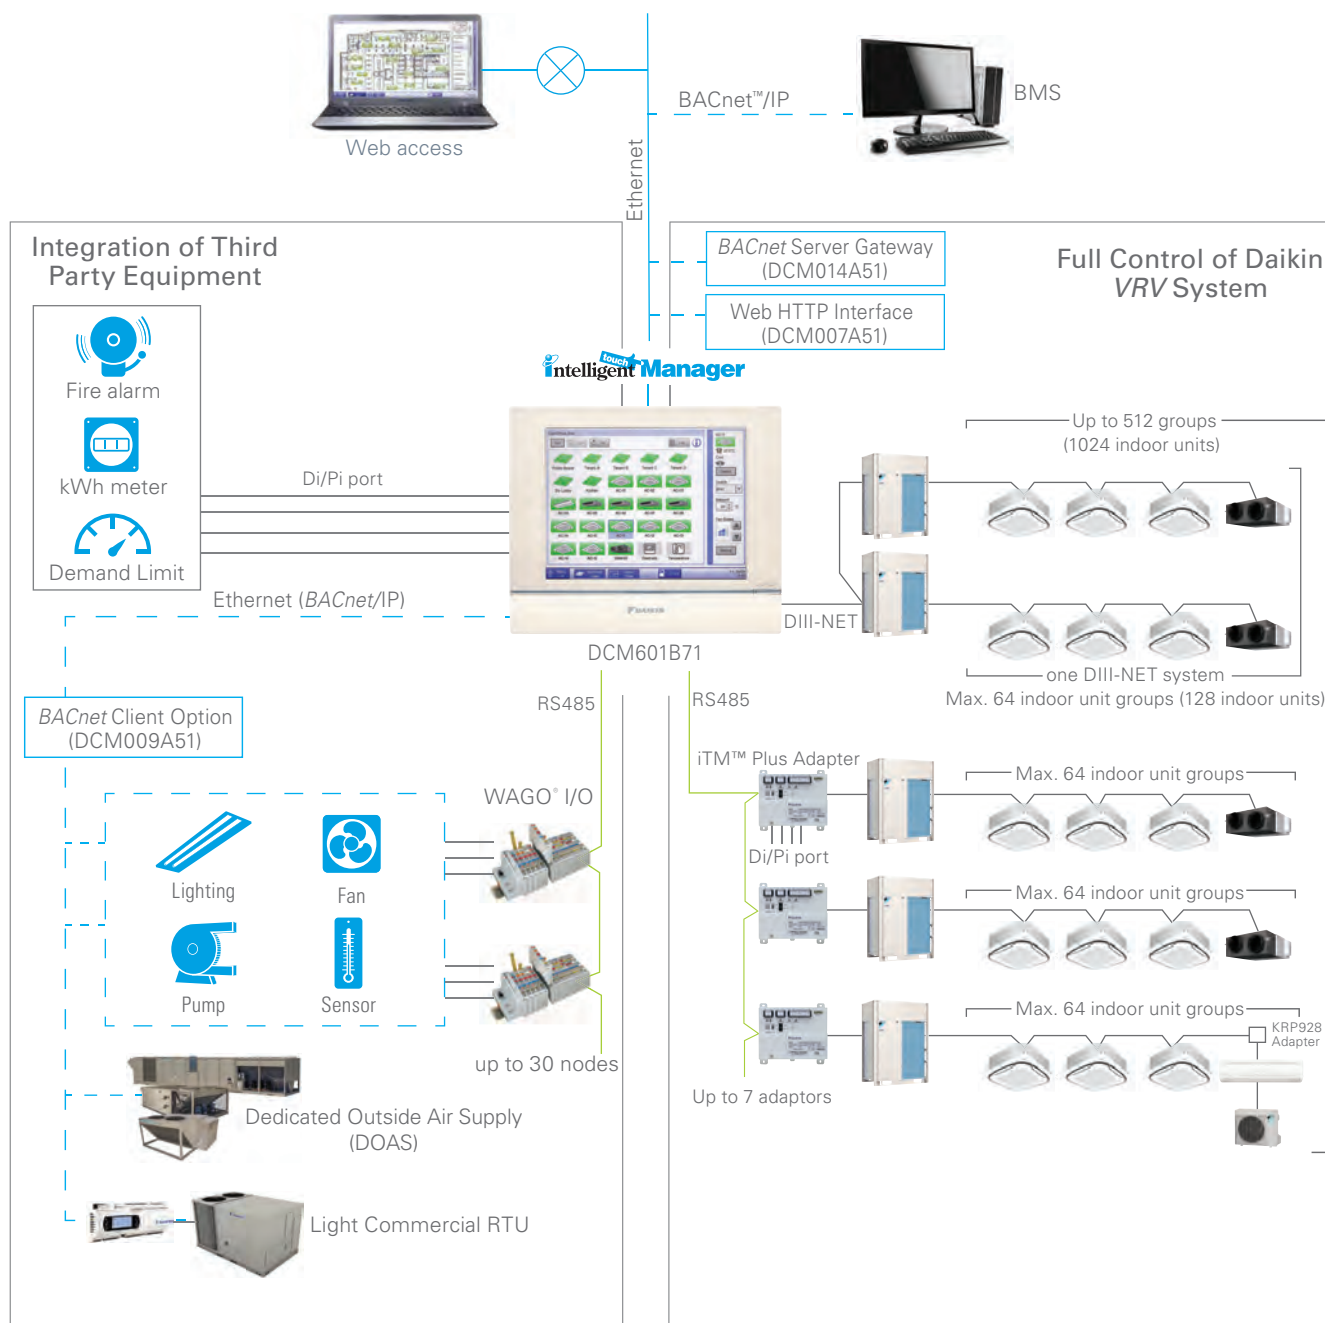 Web access
BACnet™/IP
BMS
Ethernet
Integration of Third
Party Equipment
Fire alarm
kWh meter
Demand Limit
Di/Pi port
BACnet Server Gateway
(DCM014A51)
Web HTTP Interface
(DCM007A51)
Full Control of Daikin
VRV System
touch
intelligent Manager
DAIKIN
DCM601B71
Up to 512 groups
(1024 indoor units)
DIII-NET
one DIII-NET system
Max. 64 indoor unit groups (128 indoor units)
Ethernet (BACnet/IP)
BACnet Client Option
(DCM009A51)
RS485
RS485
WAGO® I/O
Lighting
Fan
Pump
Sensor
up to 30 nodes
Dedicated Outside Air Supply
(DOAS)
Light Commercial RTU
iTM™ Plus Adapter
Di/Pi port
Max. 64 indoor unit groups
Max. 64 indoor unit groups
Max. 64 indoor unit groups
KRP928
Adapter
Up to 7 adaptors